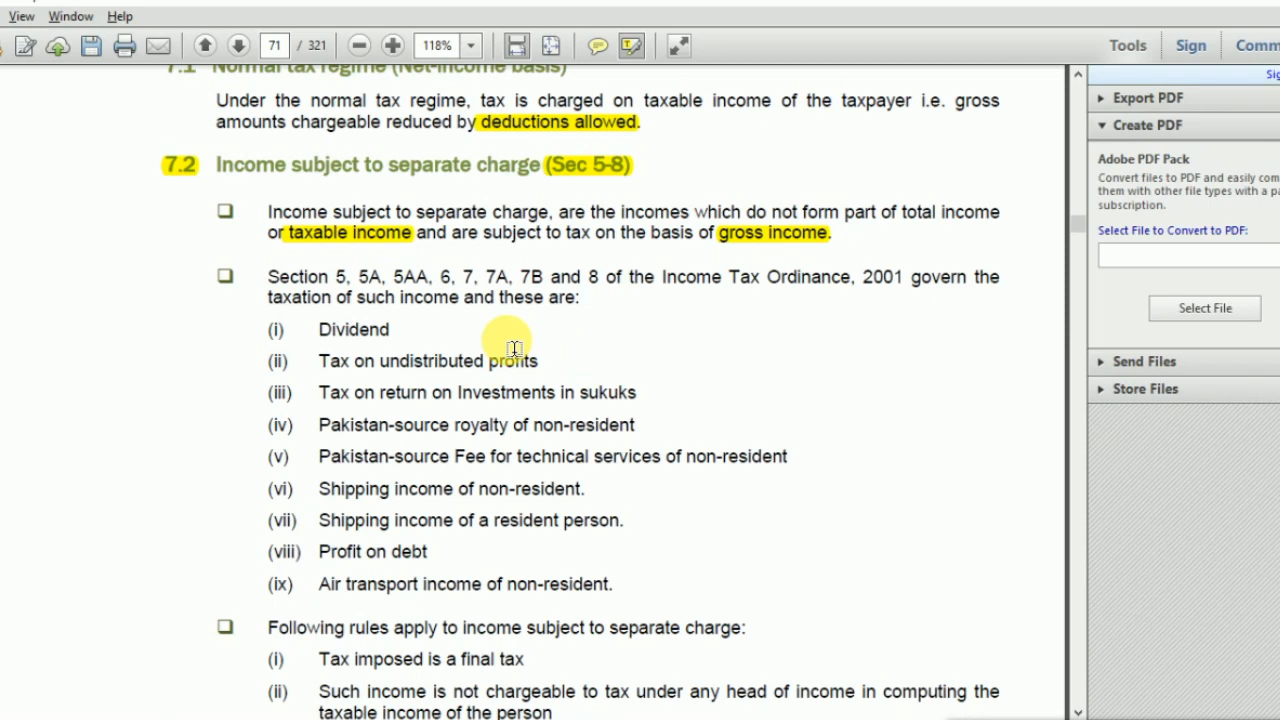 View Window Help
71 / 321 118% Tools Sign Comm
7.1 Normal tax regime (Net-income basis)
Under the normal tax regime, tax is charged on taxable income of the taxpayer i.e. gross
amounts chargeable reduced by deductions allowed.
7.2 Income subject to separate charge (Sec 5-8)
Income subject to separate charge, are the incomes which do not form part of total income
or taxable income and are subject to tax on the basis of gross income.
Section 5, 5A, 5AA, 6, 7, 7A, 7B and 8 of the Income Tax Ordinance, 2001 govern the
taxation of such income and these are:
(i) Dividend
(ii) Tax on undistributed profits
(iii) Tax on return on Investments in sukuks
(iv) Pakistan-source royalty of non-resident
(v) Pakistan-source Fee for technical services of non-resident
(vi) Shipping income of non-resident.
(vii) Shipping income of a resident person.
(viii) Profit on debt
(ix) Air transport income of non-resident.
Following rules apply to income subject to separate charge:
(i) Tax imposed is a final tax
(ii) Such income is not chargeable to tax under any head of income in computing the
taxable income of the person
Sig
Export PDF
Create PDF
Adobe PDF Pack
Convert files to PDF and easily com
them with other file types with a pa
subscription.
Select File to Convert to PDF:
Select File
Send Files
Store Files